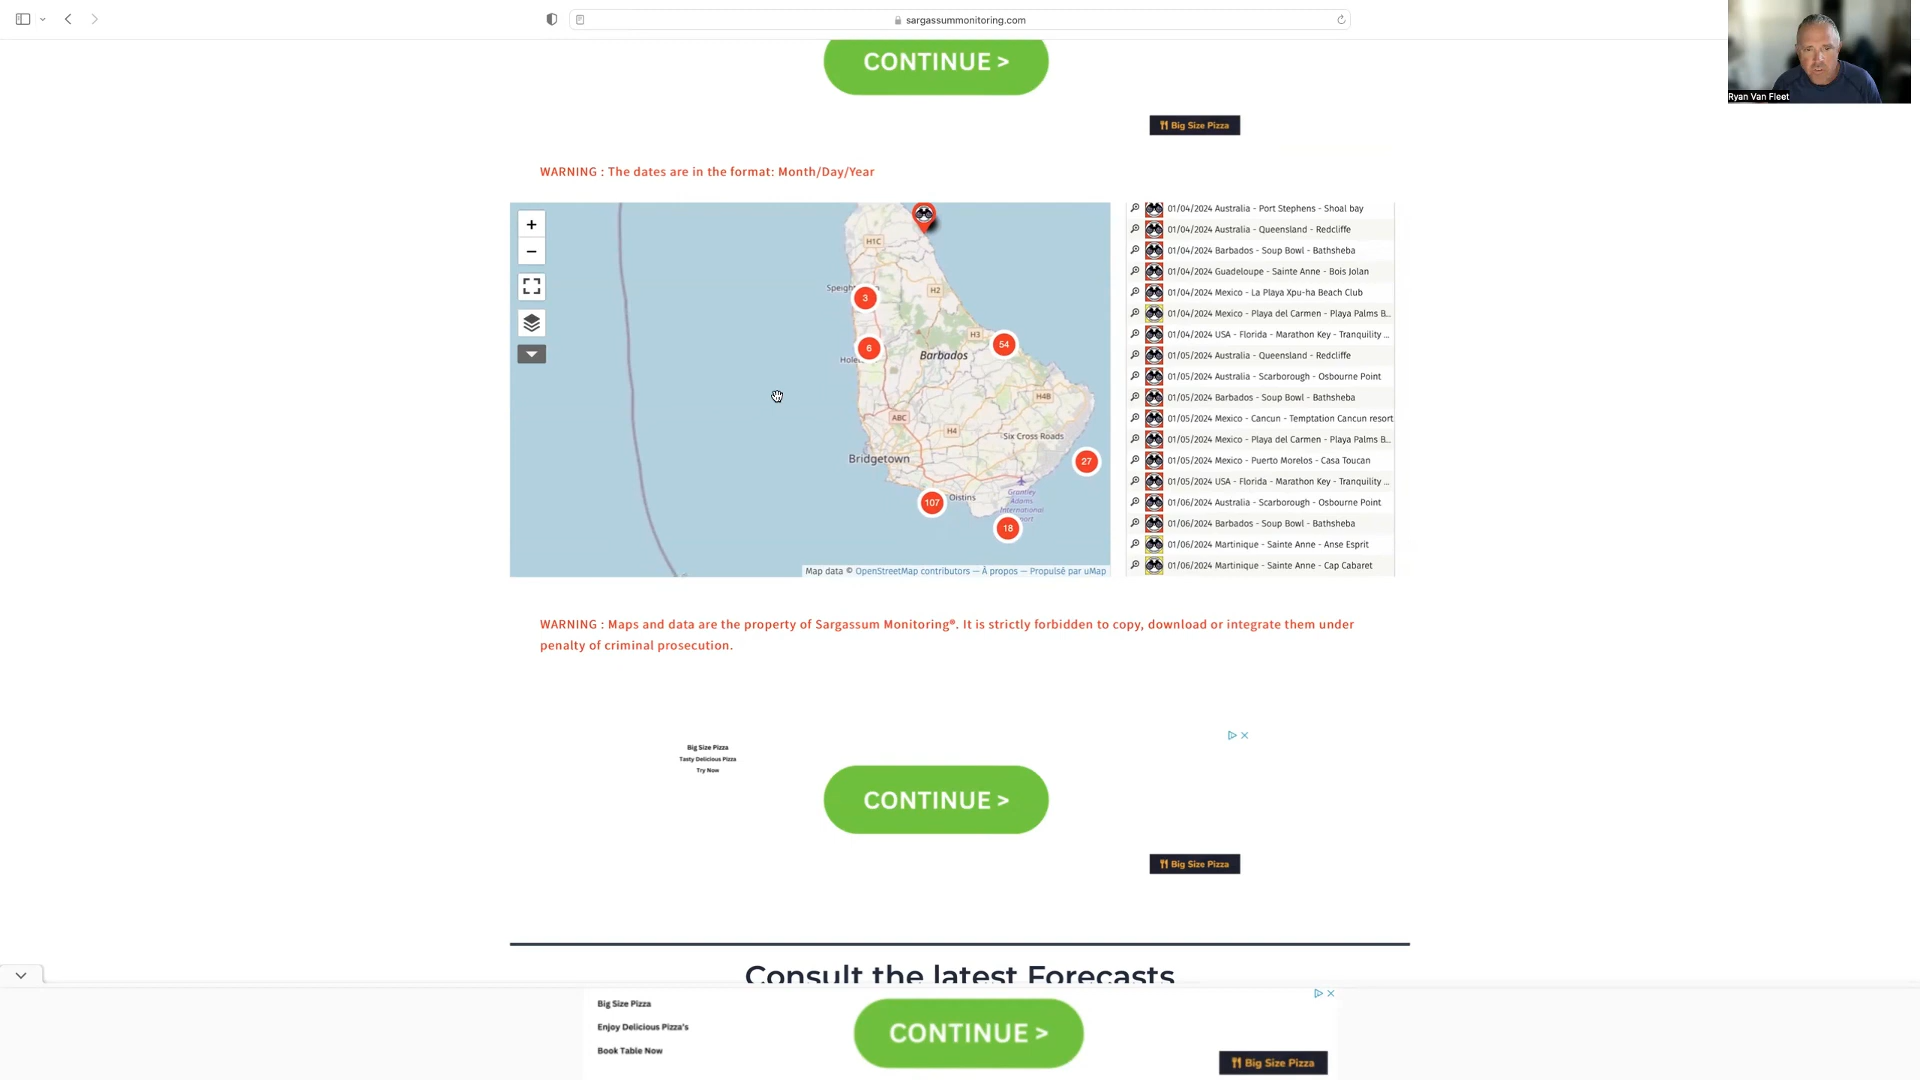 sargassummonitoring.com
Ryan Van Fleet
CONTINUE >
Big Size Pizza
WARNING : The dates are in the format: Month/Day/Year
+
−
H1C
Speight
3
H2
6
Hole
H3
54
Barbados
H4B
ABC
H4
Six Cross Roads
Bridgetown
27
107
Oistins
Grantley
Adams
International
port
18
Map data © OpenStreetMap contributors — À propos — Propulsé par uMap
01/04/2024 Australia - Port Stephens - Shoal bay
01/04/2024 Australia - Queensland - Redcliffe
01/04/2024 Barbados - Soup Bowl - Bathsheba
01/04/2024 Guadeloupe - Sainte Anne - Bois Jolan
01/04/2024 Mexico - La Playa Xpu-ha Beach Club
01/04/2024 Mexico - Playa del Carmen - Playa Palms B...
01/04/2024 USA - Florida - Marathon Key - Tranquility ...
01/05/2024 Australia - Queensland - Redcliffe
01/05/2024 Australia - Scarborough - Osbourne Point
01/05/2024 Barbados - Soup Bowl - Bathsheba
01/05/2024 Mexico - Cancun - Temptation Cancun resort
01/05/2024 Mexico - Playa del Carmen - Playa Palms B...
01/05/2024 Mexico - Puerto Morelos - Casa Toucan
01/05/2024 USA - Florida - Marathon Key - Tranquility ...
01/06/2024 Australia - Scarborough - Osbourne Point
01/06/2024 Barbados - Soup Bowl - Bathsheba
01/06/2024 Martinique - Sainte Anne - Anse Esprit
01/06/2024 Martinique - Sainte Anne - Cap Cabaret
WARNING : Maps and data are the property of Sargassum Monitoring®. It is strictly forbidden to copy, download or integrate them under
penalty of criminal prosecution.
Big Size Pizza
Tasty Delicious Pizza
Try Now
CONTINUE >
Big Size Pizza
Consult the latest Forecasts
Big Size Pizza
Enjoy Delicious Pizza's
Book Table Now
CONTINUE >
Big Size Pizza